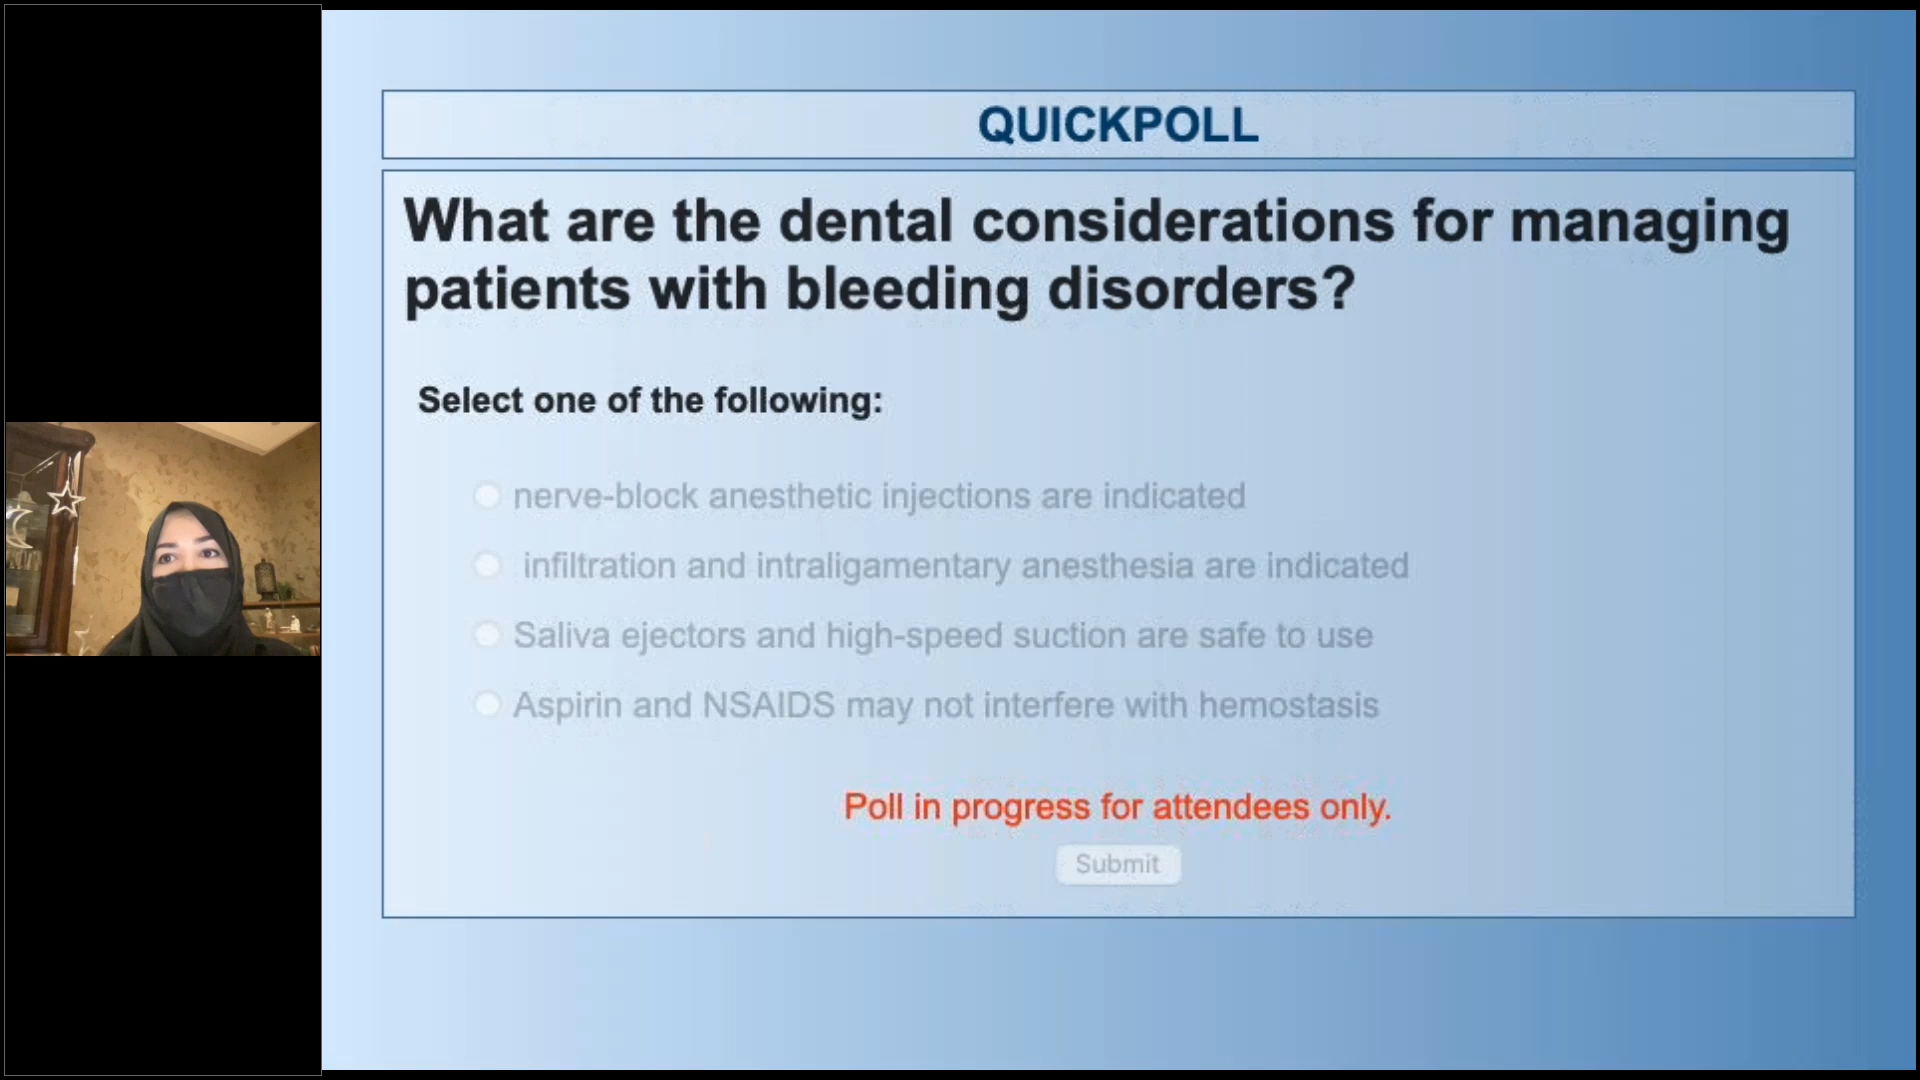 QUICKPOLL
What are the dental considerations for managing
patients with bleeding disorders?
Select one of the following:
nerve-block anesthetic injections are indicated
infiltration and intraligamentary anesthesia are indicated
Saliva ejectors and high-speed suction are safe to use
Aspirin and NSAIDS may not interfere with hemostasis
Poll in progress for attendees only.
Submit